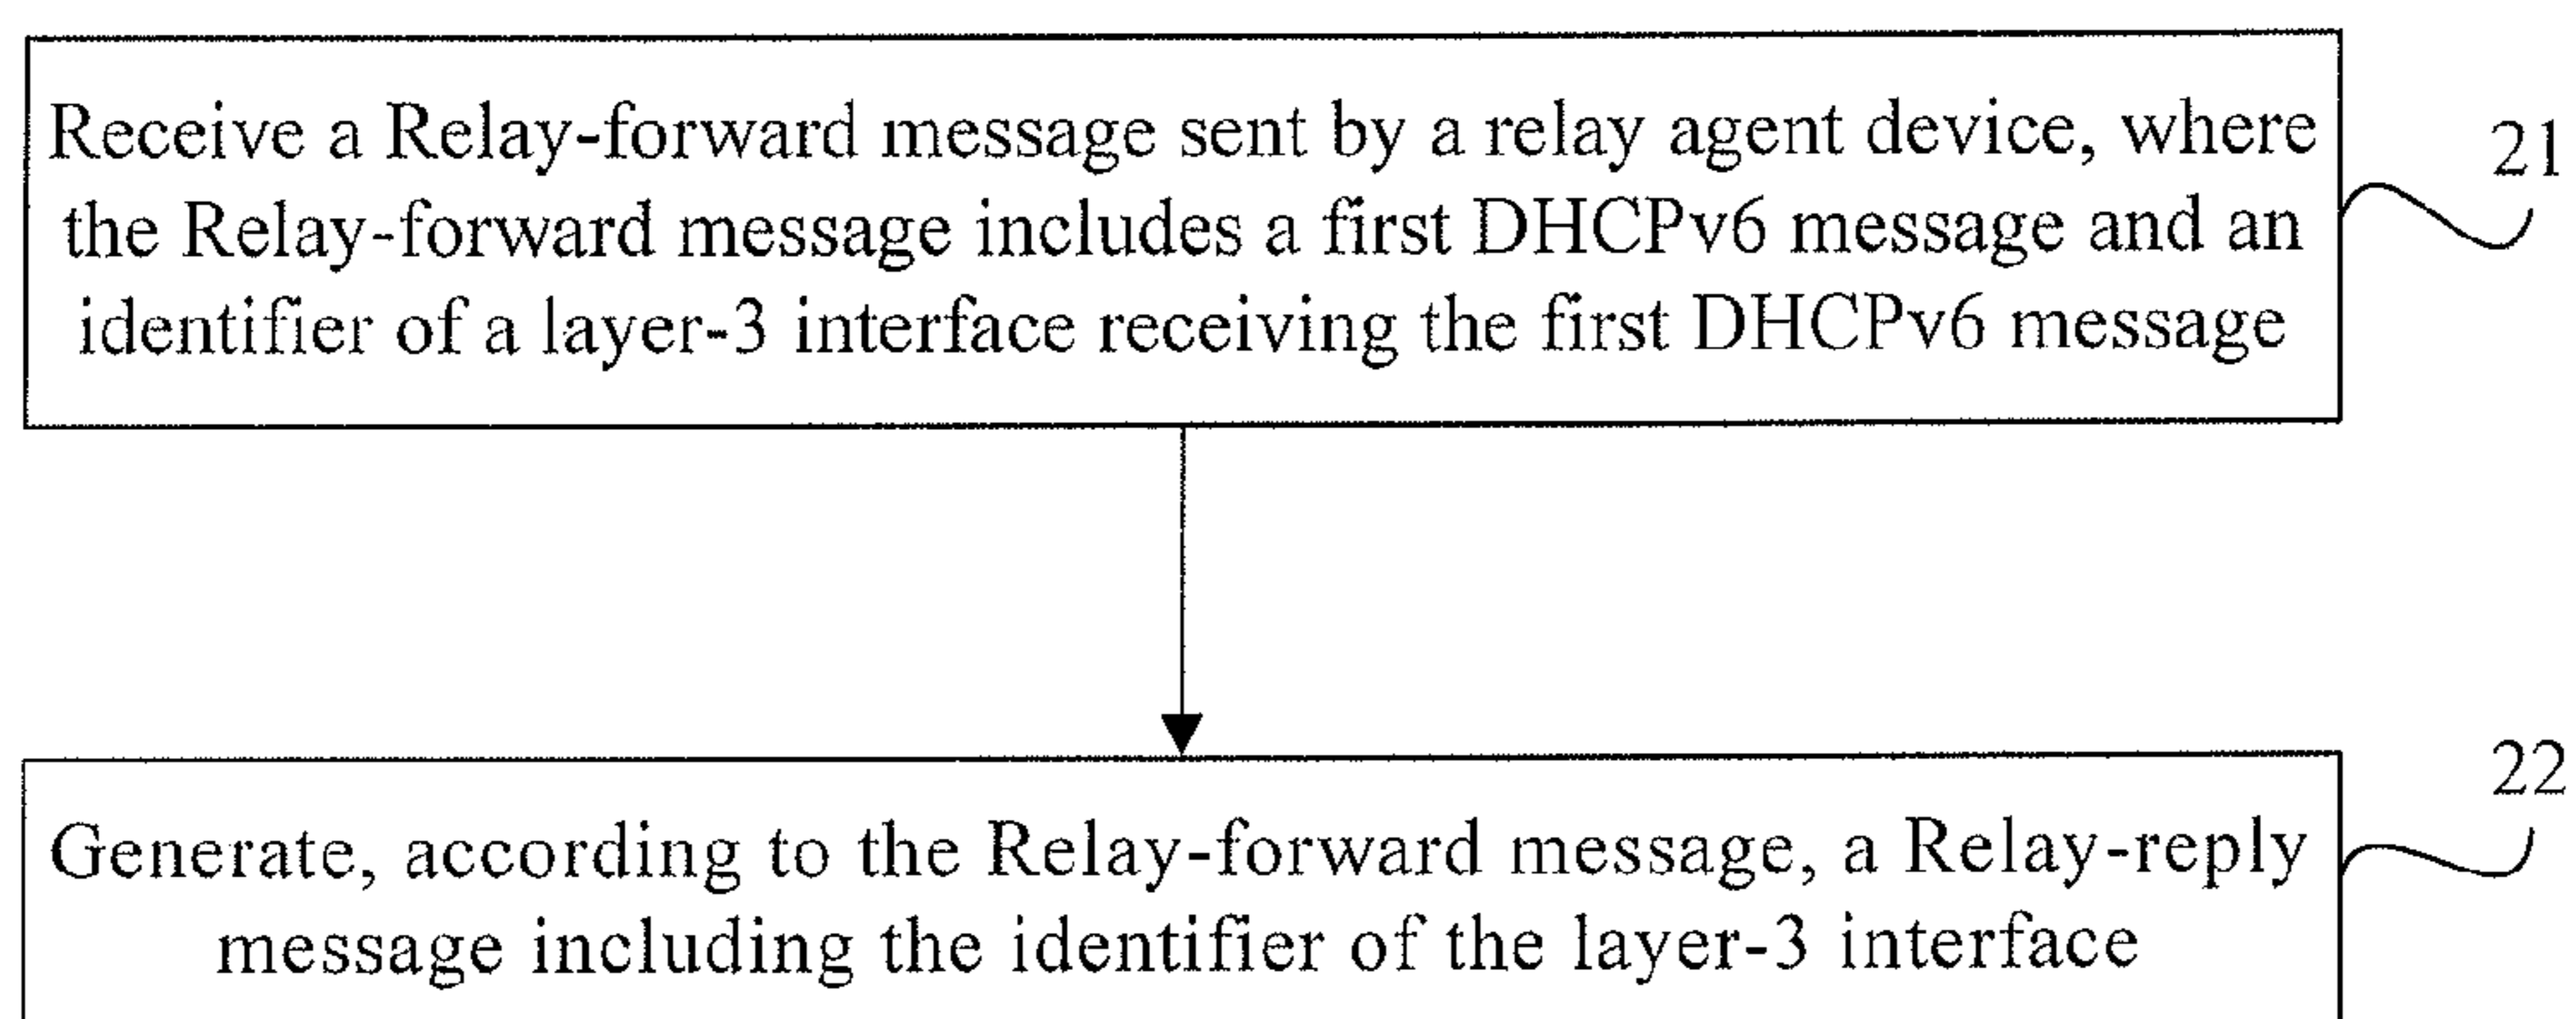 Receive a Relay-forward message sent by a relay agent device, where
the Relay-forward message includes a first DHCPv6 message and an
identifier of a layer-3 interface receiving the first DHCPv6 message
21
Generate, according to the Relay-forward message, a Relay-reply
message including the identifier of the layer-3 interface
22